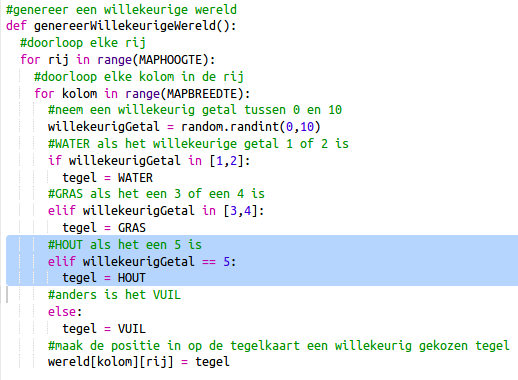 #genereer een willekeurige wereld
def genereerWillekeurigeWereld():
  #doorloop elke rij
  for rij in range(MAPHOOGTE):
    #doorloop elke kolom in de rij
    for kolom in range(MAPBREEDTE):
      #neem een willekeurig getal tussen 0 en 10
      willekeurigGetal = random.randint(0,10)
      #WATER als het willekeurige getal 1 of 2 is
      if willekeurigGetal in [1,2]:
        tegel = WATER
      #GRAS als het een 3 of een 4 is
      elif willekeurigGetal in [3,4]:
        tegel = GRAS
      #HOUT als het een 5 is
      elif willekeurigGetal == 5:
        tegel = HOUT
      #anders is het VUIL
      else:
        tegel = VUIL
      #maak de positie in op de tegelkaart een willekeurig gekozen tegel
      wereld[kolom][rij] = tegel